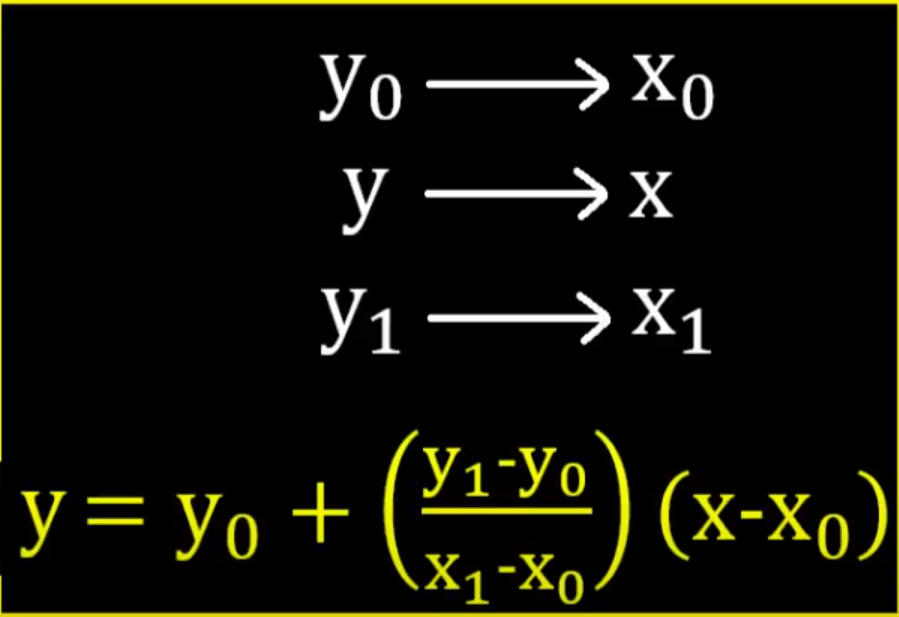 y₀ ⟶ x₀
y ⟶ x
y₁ ⟶ x₁
y = y₀ + ((y₁-y₀)/(x₁-x₀)) (x-x₀)